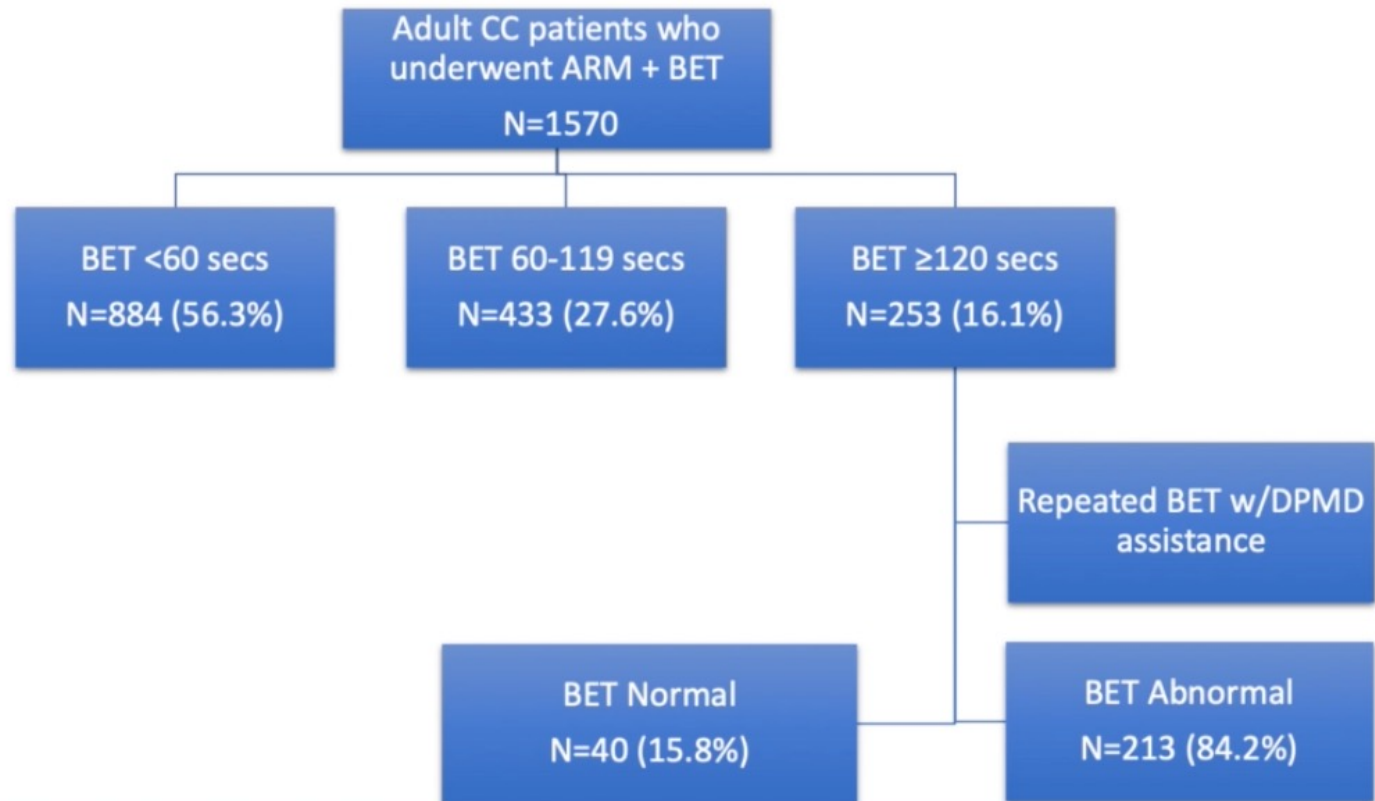 Adult CC patients who
underwent ARM + BET
N=1570
BET <60 secs
N=884 (56.3%)
BET 60-119 secs
N=433 (27.6%)
BET ≥120 secs
N=253 (16.1%)
Repeated BET w/DPMD
assistance
BET Normal
N=40 (15.8%)
BET Abnormal
N=213 (84.2%)